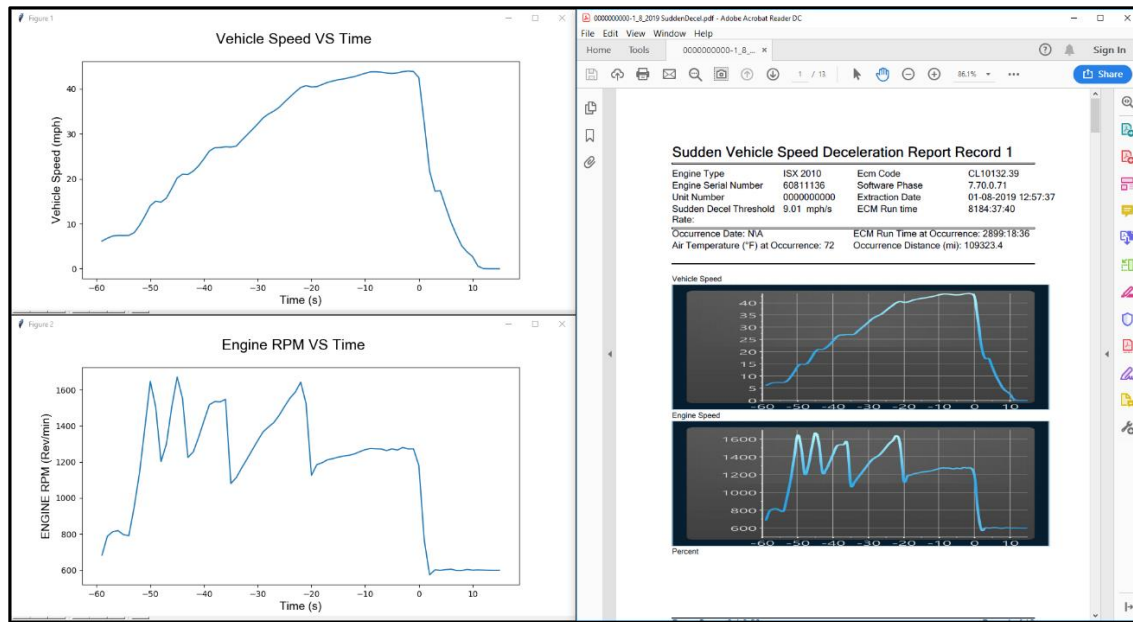 Figure 1
Vehicle Speed VS Time
Vehicle Speed (mph)
40
30
20
10
0
−60 −50 −40 −30 −20 −10 0 10
Time (s)
Figure 2
Engine RPM VS Time
ENGINE RPM (Rev/min)
1600
1400
1200
1000
800
600
−60 −50 −40 −30 −20 −10 0 10
Time (s)
0000000000-1_8_2019 SuddenDecel.pdf - Adobe Acrobat Reader DC
File Edit View Window Help
Home Tools 0000000000-1_8_... × Sign In
1 / 13 86.1% Share
Sudden Vehicle Speed Deceleration Report Record 1
Engine Type ISX 2010 Ecm Code CL10132.39
Engine Serial Number 60811136 Software Phase 7.70.0.71
Unit Number 0000000000 Extraction Date 01-08-2019 12:57:37
Sudden Decel Threshold 9.01 mph/s ECM Run time 8184:37:40
Rate:
Occurrence Date: N\A ECM Run Time at Occurrence: 2899:18:36
Air Temperature (°F) at Occurrence: 72 Occurrence Distance (mi): 109323.4
Vehicle Speed
40
35
30
25
20
15
10
5
0
-60 -50 -40 -30 -20 -10 0 10
Engine Speed
1600
1400
1200
1000
800
600
-60 -50 -40 -30 -20 -10 0 10
Percent